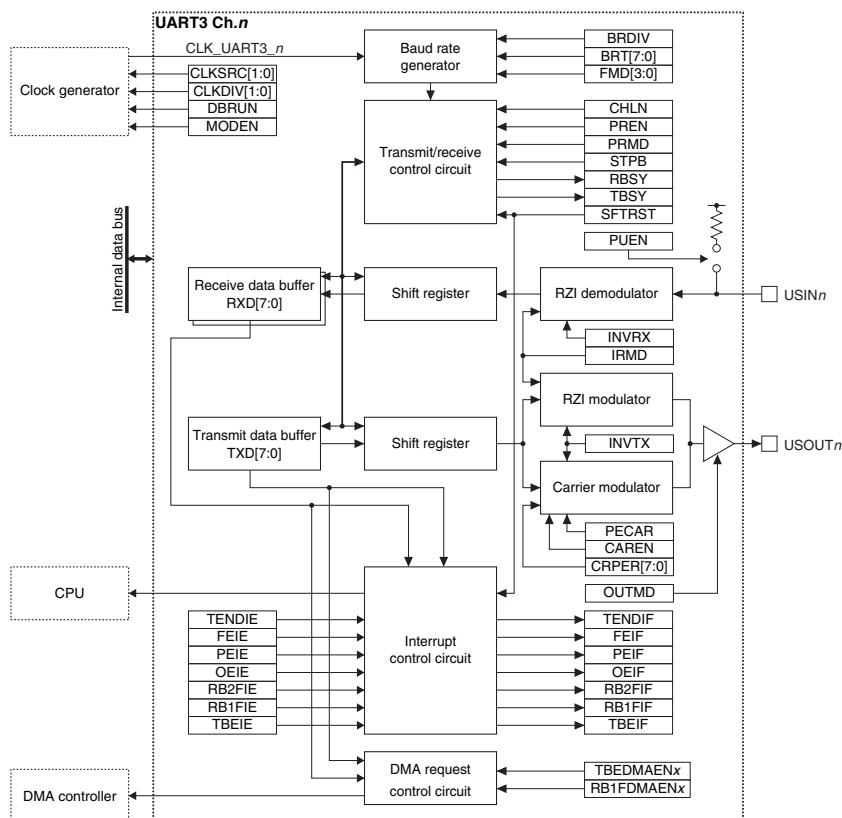 UART3 Ch.n
CLK_UART3_n
Clock generator
CLKSRC[1:0]
CLKDIV[1:0]
DBRUN
MODEN
Baud rate
generator
BRDIV
BRT[7:0]
FMD[3:0]
Transmit/receive
control circuit
CHLN
PREN
PRMD
STPB
RBSY
TBSY
SFTRST
PUEN
Internal data bus
Receive data buffer
RXD[7:0]
Shift register
RZI demodulator
USINn
INVRX
IRMD
RZI modulator
Transmit data buffer
TXD[7:0]
Shift register
INVTX
USOUTn
Carrier modulator
PECAR
CAREN
CRPER[7:0]
OUTMD
CPU
Interrupt
control circuit
TENDIE
FEIE
PEIE
OEIE
RB2FIE
RB1FIE
TBEIE
TENDIF
FEIF
PEIF
OEIF
RB2FIF
RB1FIF
TBEIF
DMA controller
DMA request
control circuit
TBEDMAENx
RB1FDMAENx